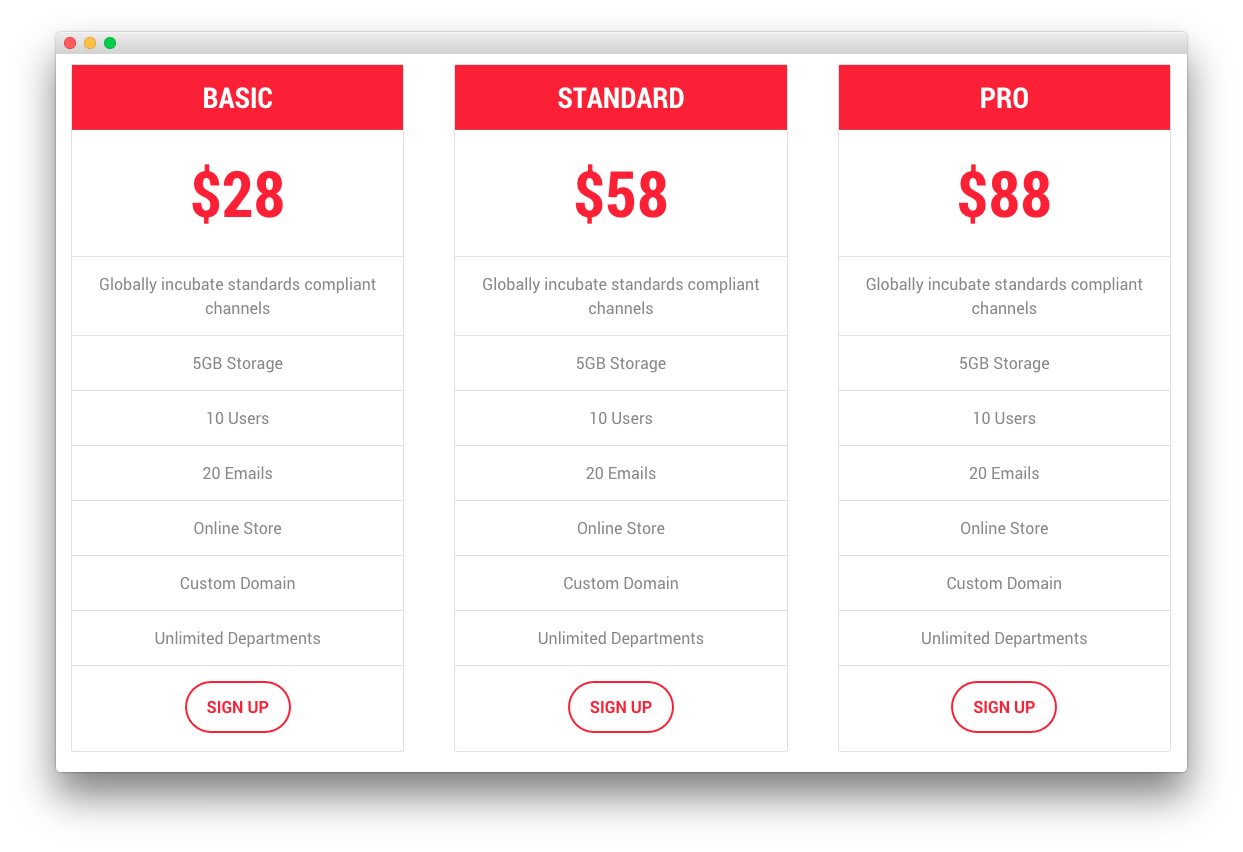 BASIC
$28
Globally incubate standards compliant
channels
5GB Storage
10 Users
20 Emails
Online Store
Custom Domain
Unlimited Departments
SIGN UP
STANDARD
$58
Globally incubate standards compliant
channels
5GB Storage
10 Users
20 Emails
Online Store
Custom Domain
Unlimited Departments
SIGN UP
PRO
$88
Globally incubate standards compliant
channels
5GB Storage
10 Users
20 Emails
Online Store
Custom Domain
Unlimited Departments
SIGN UP